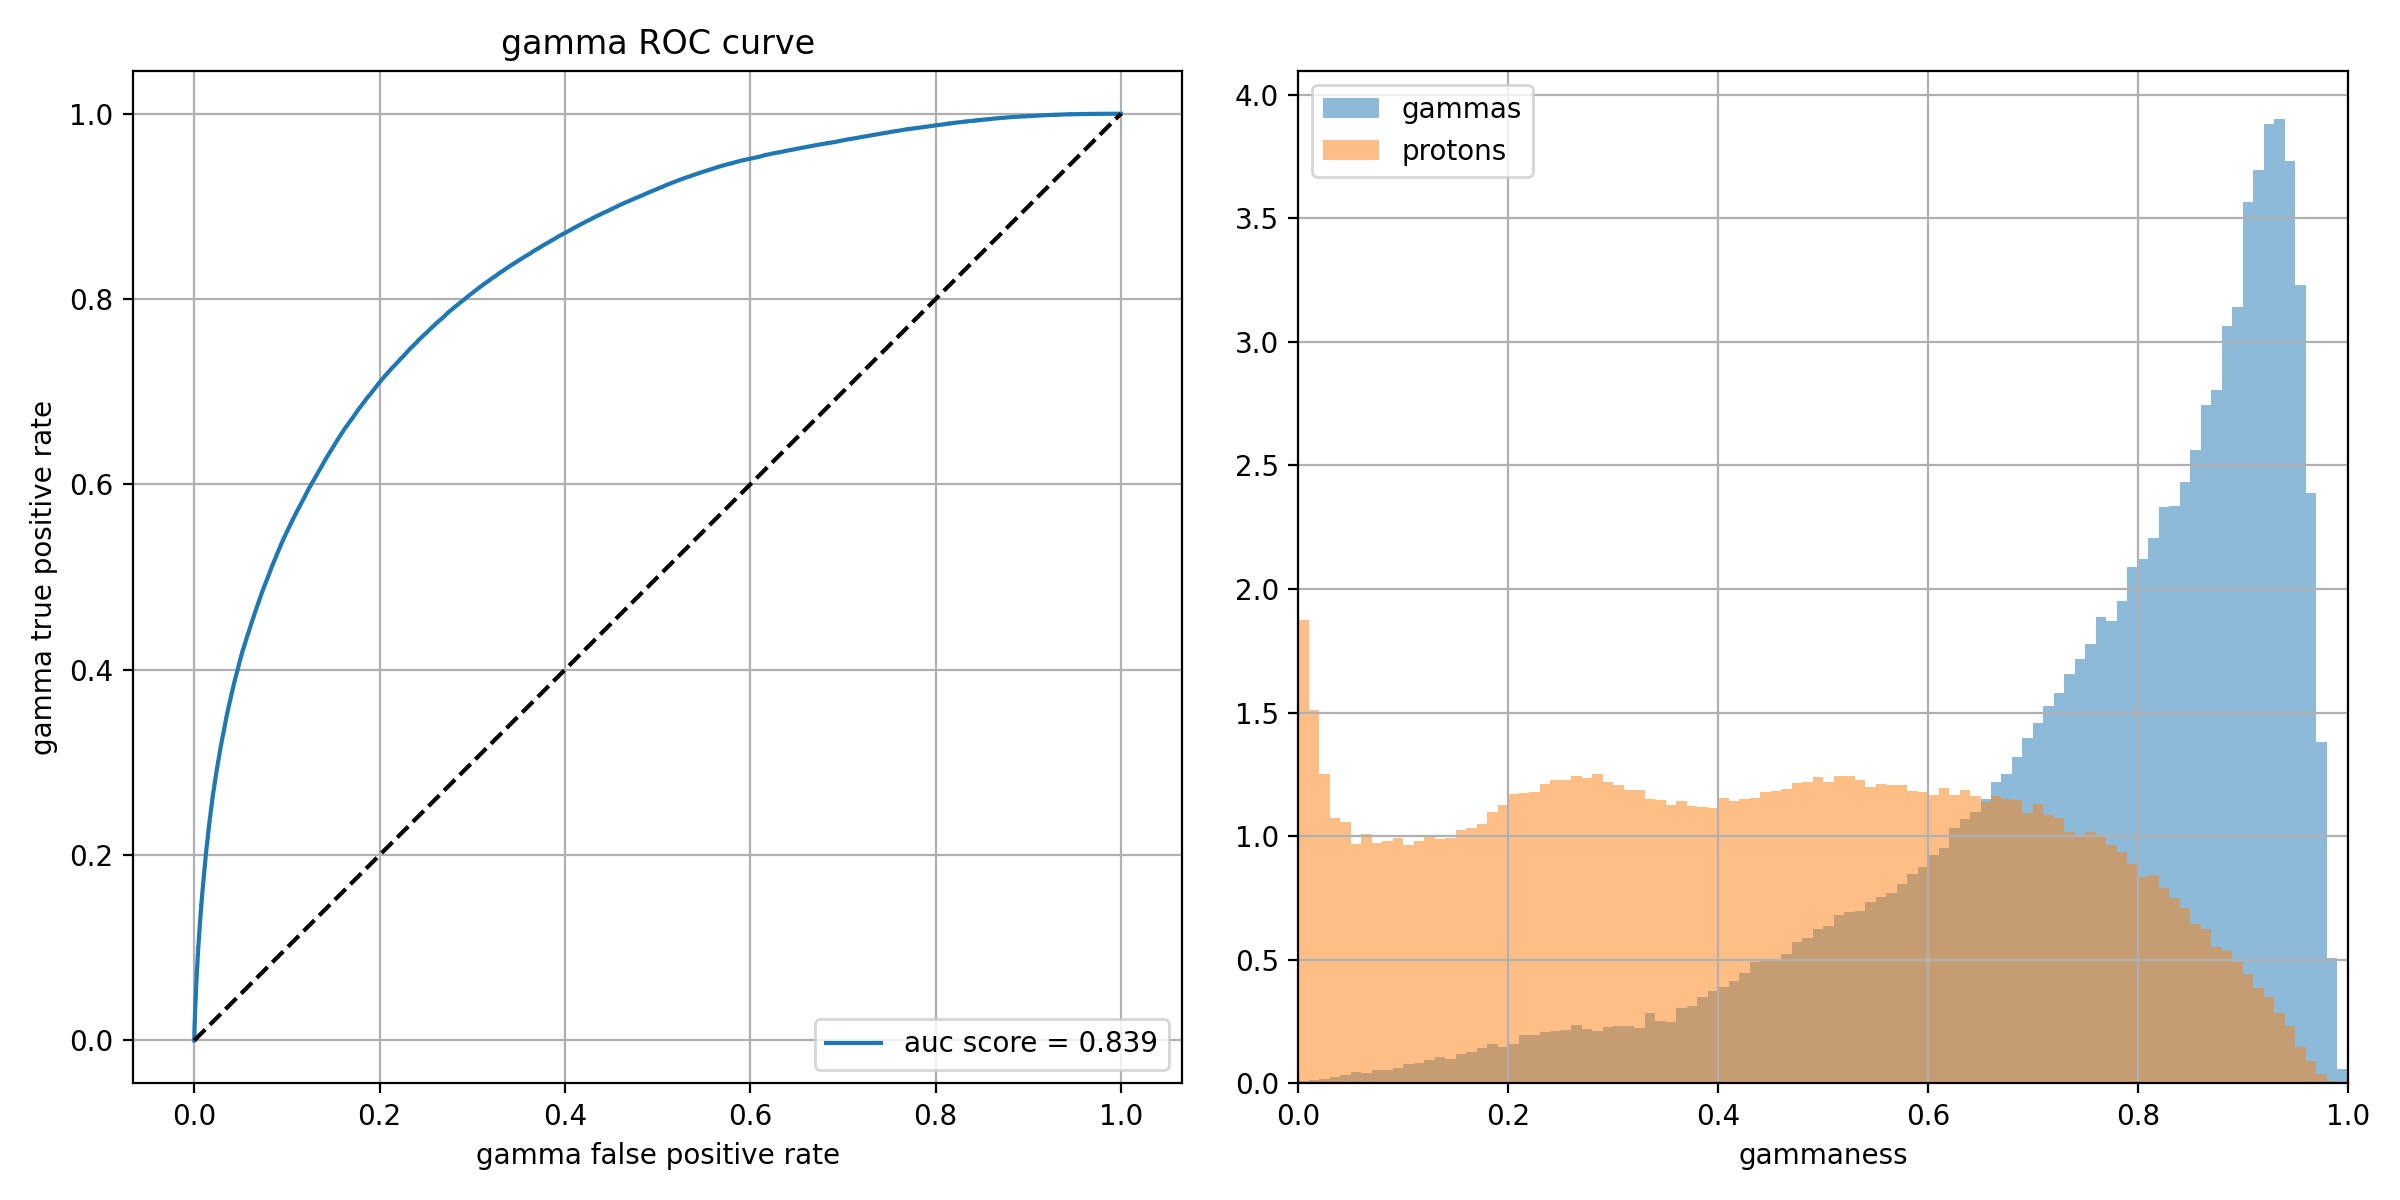 gamma ROC curve
gamma true positive rate
1.0
0.8
0.6
0.4
0.2
0.0
auc score = 0.839
0.0 0.2 0.4 0.6 0.8 1.0
gamma false positive rate
gammas
protons
4.0
3.5
3.0
2.5
2.0
1.5
1.0
0.5
0.0
0.0 0.2 0.4 0.6 0.8 1.0
gammaness